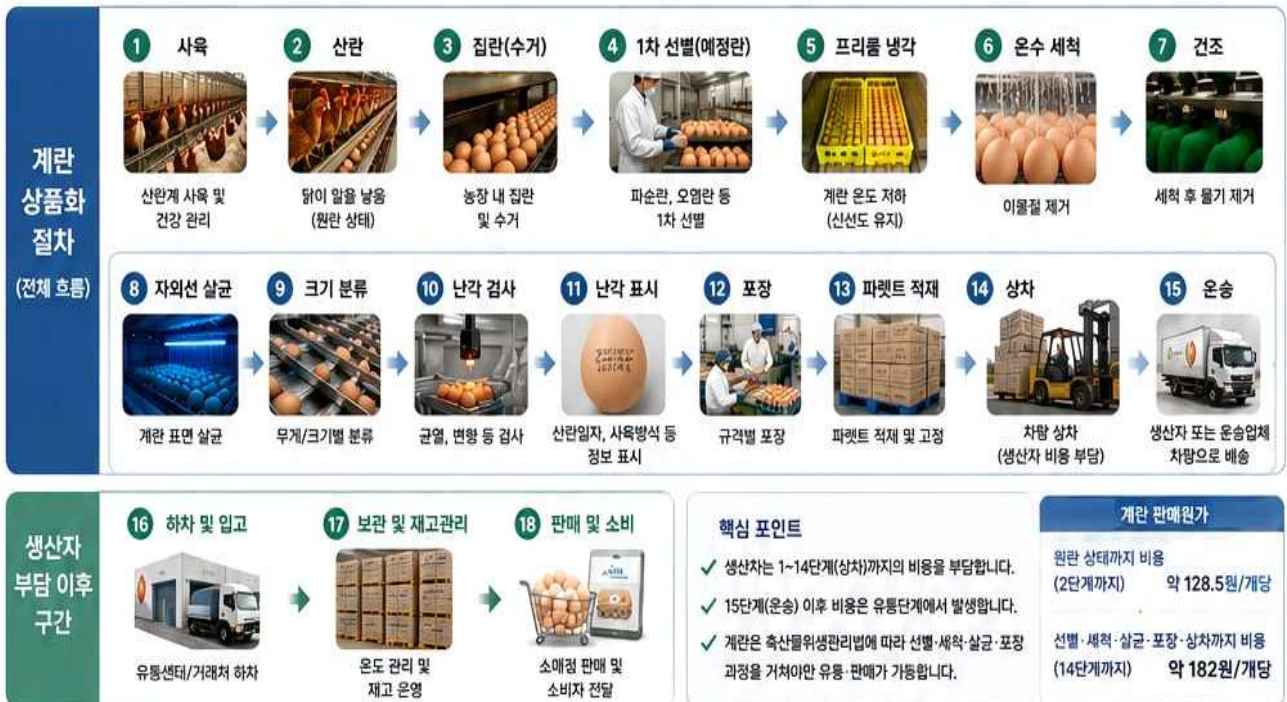 계란
상품화
절차
(전체 흐름)
1 사육
산란계 사육 및
건강 관리
2 산란
닭이 알을 낳음
(원란 상태)
3 집란(수거)
농장 내 집란
및 수거
4 1차 선별(예정란)
파순란, 오염란 등
1차 선별
5 프리물 냉각
계란 온도 저하
(신선도 유지)
6 온수 세척
이물절 제거
7 건조
세척 후 물기 제거
8 자외선 살균
계란 표면 살균
9 크기 분류
무게/크기별 분류
10 난각 검사
균열, 변형 등 검사
11 난각 표시
산란일자, 사육방식 등
정보 표시
12 포장
규격별 포장
13 파렛트 적재
파렛트 적재 및 고정
14 상차
차량 상차
(생산자 비용 부담)
15 운송
생산자 또는 운송업체
차량으로 배송
생산자
부담 이후
구간
16 하차 및 입고
유통센터/거래처 하차
17 보관 및 재고관리
온도 관리 및
재고 운영
18 판매 및 소비
소매점 판매 및
소비자 전달
핵심 포인트
✓ 생산차는 1~14단계(상차)까지의 비용을 부담합니다.
✓ 15단계(운송) 이후 비용은 유통단계에서 발생합니다.
✓ 계란은 축산물위생관리법에 따라 선별·세척·살균·포장
과정을 거쳐야만 유통·판매가 가능합니다.
계란 판매원가
원란 상태까지 비용
(2단계까지) 약 128.5원/개당
선별·세척·살균·포장·상차까지 비용
(14단계까지) 약 182원/개당